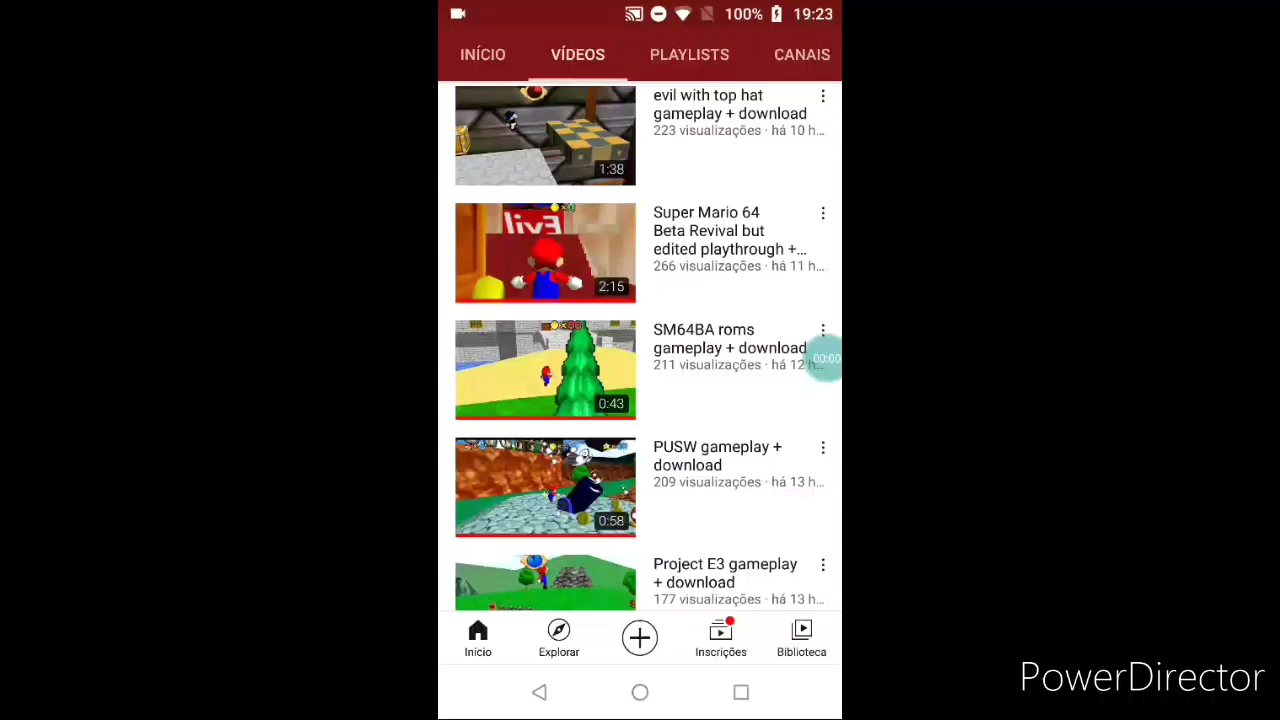 100% 19:23
INÍCIO VÍDEOS PLAYLISTS CANAIS
evil with top hat
gameplay + download
223 visualizações · há 10 h...
1:38
Super Mario 64
Beta Revival but
edited playthrough +...
266 visualizações · há 11 h...
Evil
2:15
SM64BA roms
gameplay + download
211 visualizações · há 12 h...
00:00
0:43
PUSW gameplay +
download
209 visualizações · há 13 h...
0:58
Project E3 gameplay
+ download
177 visualizações · há 13 h...
Início Explorar Inscrições Biblioteca
PowerDirector